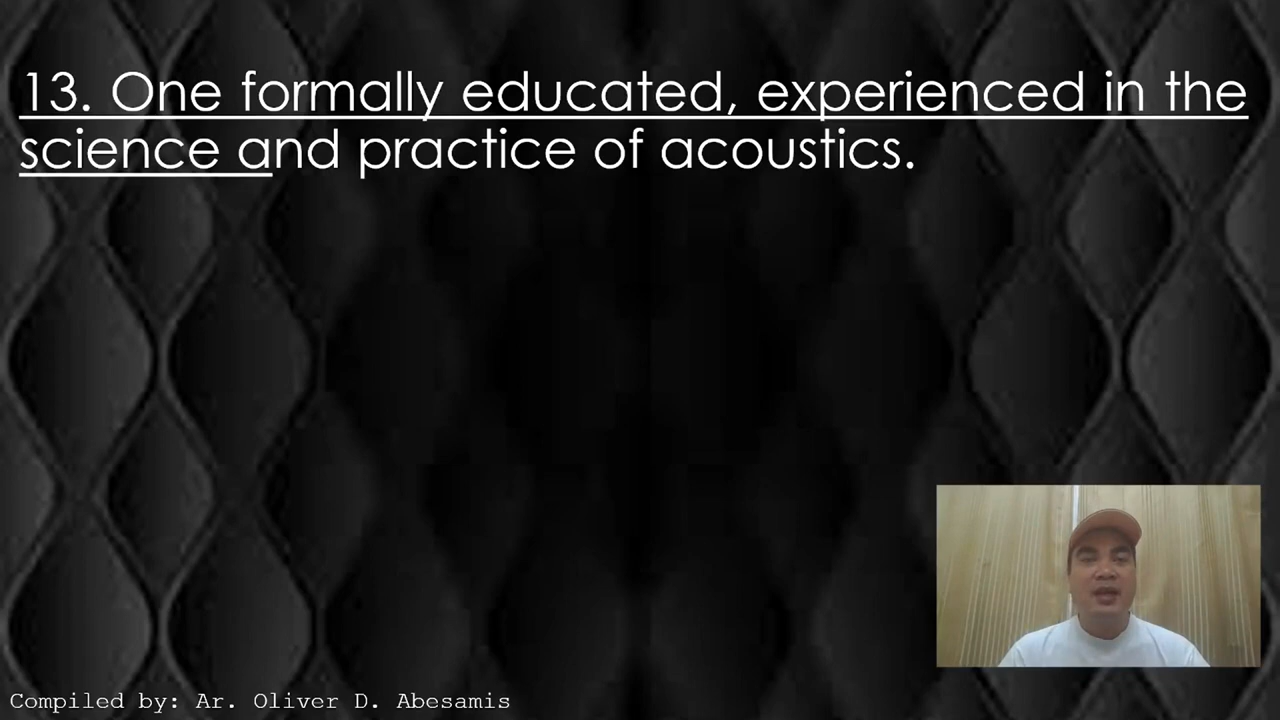 13. One formally educated, experienced in the
science and practice of acoustics.
Compiled by: Ar. Oliver D. Abesamis